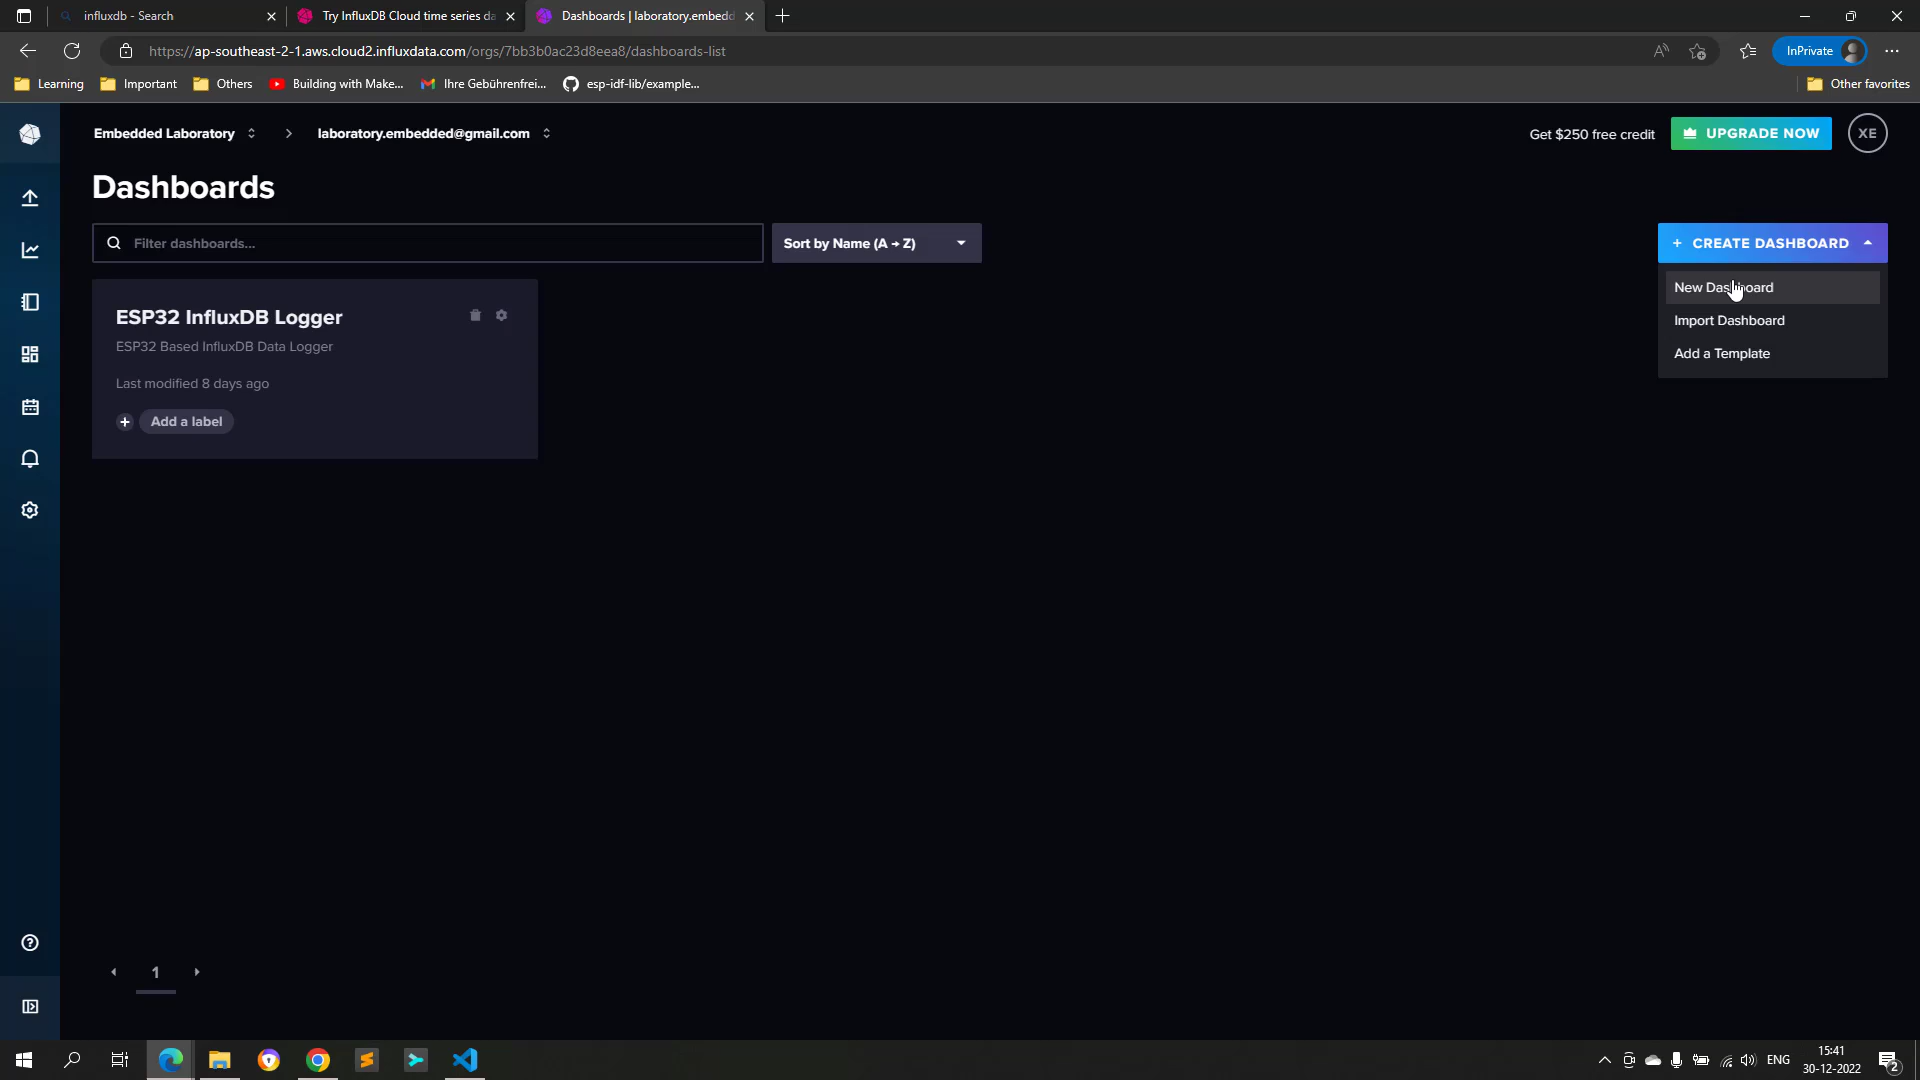 influxdb - Search
Try InfluxDB Cloud time series da
Dashboards | laboratory.embedd
https://ap-southeast-2-1.aws.cloud2.influxdata.com/orgs/7bb3b0ac23d8eea8/dashboards-list
InPrivate
Learning
Important
Others
Building with Make...
Ihre Gebührenfrei...
esp-idf-lib/example...
Other favorites
Embedded Laboratory
laboratory.embedded@gmail.com
Get $250 free credit
UPGRADE NOW
XE
Dashboards
Filter dashboards...
Sort by Name (A → Z)
+ CREATE DASHBOARD
New Dashboard
Import Dashboard
Add a Template
ESP32 InfluxDB Logger
ESP32 Based InfluxDB Data Logger
Last modified 8 days ago
+ Add a label
1
ENG
15:41
30-12-2022
2